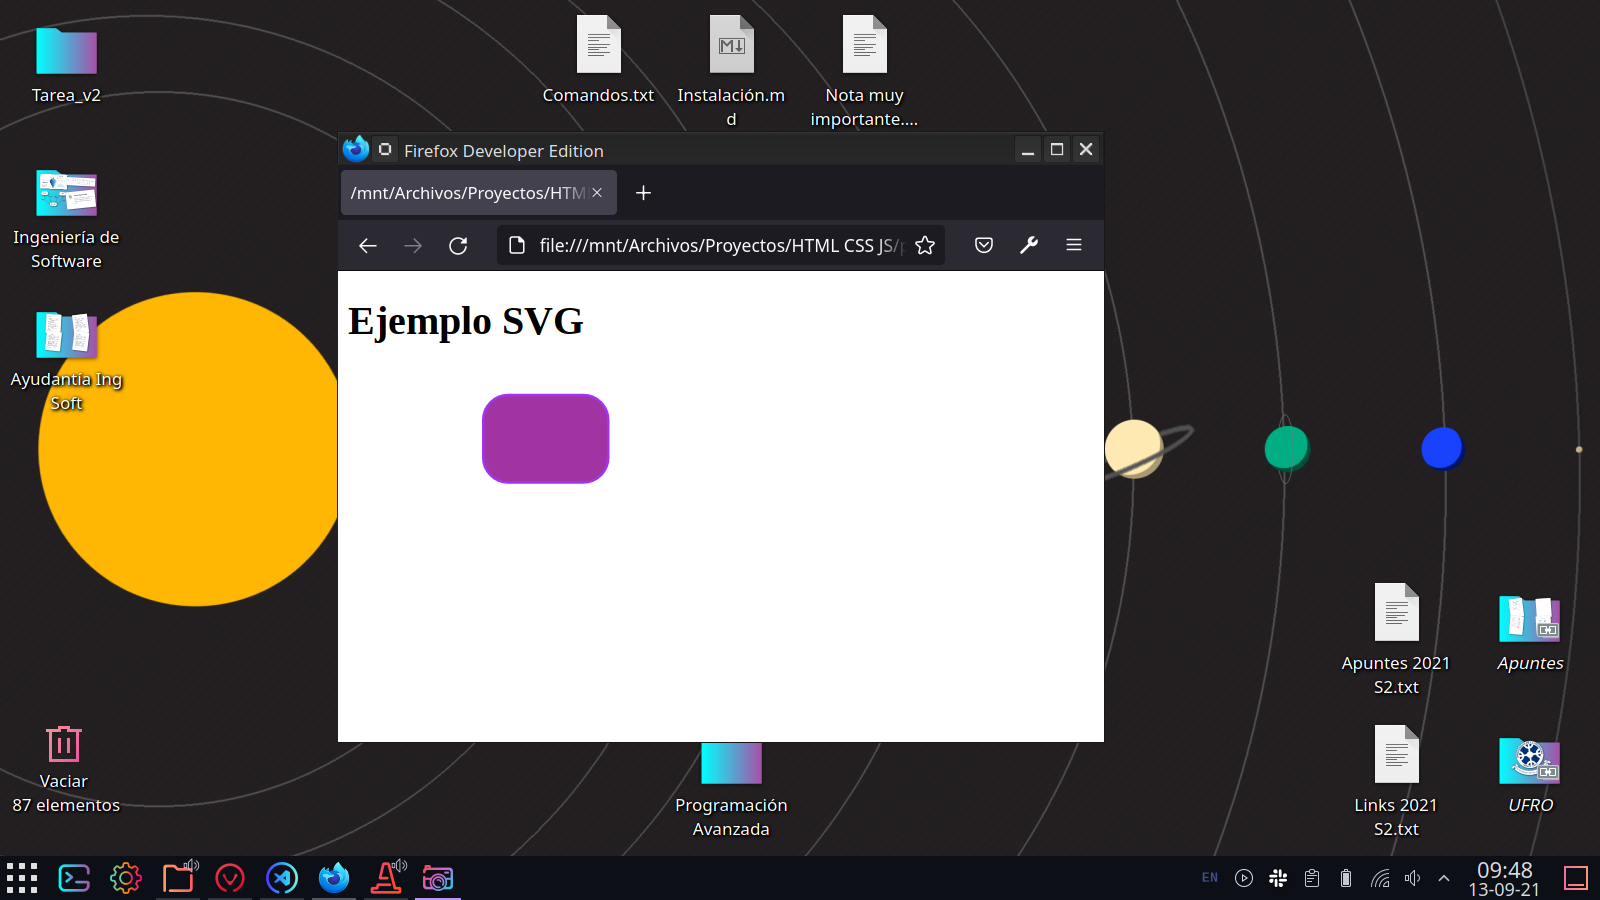 Tarea_v2
Comandos.txt
Instalación.m
d
Nota muy
importante....
Firefox Developer Edition
/mnt/Archivos/Proyectos/HTM
file:///mnt/Archivos/Proyectos/HTML CSS JS/p
Ingeniería de
Software
Ejemplo SVG
Ayudantía Ing
Soft
Apuntes 2021
S2.txt
Apuntes
Vaciar
87 elementos
Programación
Avanzada
Links 2021
S2.txt
UFRO
EN
09:48
13-09-21